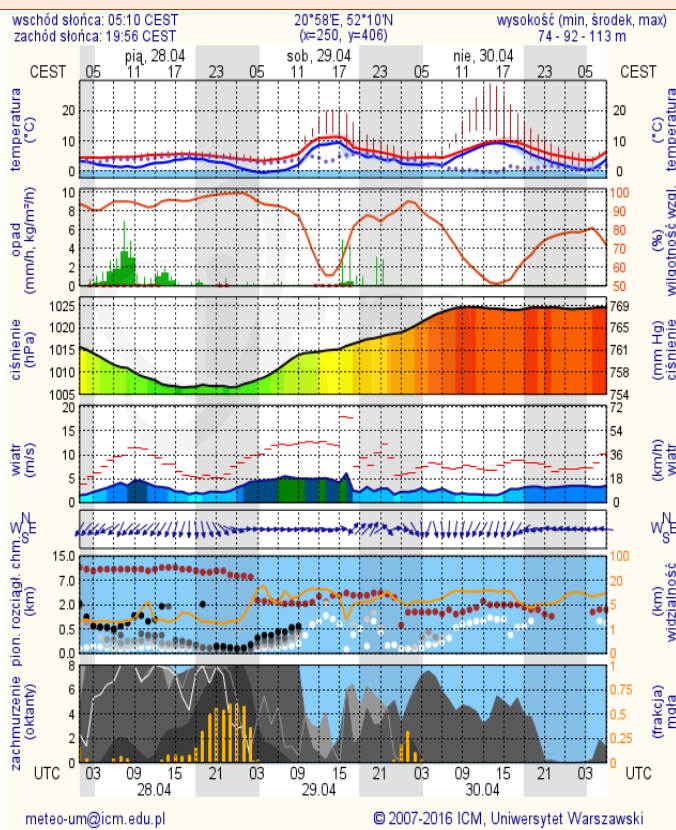 wschód słońca: 05:10 CEST 20°58'E, 52°10'N wysokość (min, środek, max)
zachód słońca: 19:56 CEST (x=250, y=406) 74 - 92 - 113 m
pią, 28.04 sob, 29.04 nie, 30.04
CEST 05 11 17 23 05 11 17 23 05 11 17 23 05 CEST
temperatura (°C)
20
10
0
temperatura (°C)
20
10
0
opad (mm/h, kg/m²/h)
10
8
6
4
2
0
wilgotność wzgl. (%)
100
90
80
70
60
50
ciśnienie (hPa)
1025
1020
1015
1010
1005
ciśnienie (mm Hg)
769
765
761
758
754
wiatr (m/s)
20
15
10
5
0
wiatr (km/h)
72
54
36
18
0
N
W E
S
N
W E
S
pion. rozciągł. chm. (km)
15.0
7.0
2.0
0.5
0.0
widzialność (km)
100
20
5
1
0
zachmurzenie (oktanty)
8
6
4
2
0
(frakcja) mgła
1
0.75
0.5
0.25
0
UTC 03 09 15 21 03 09 15 21 03 09 15 21 03 UTC
28.04 29.04 30.04
meteo-um@icm.edu.pl © 2007-2016 ICM, Uniwersytet Warszawski